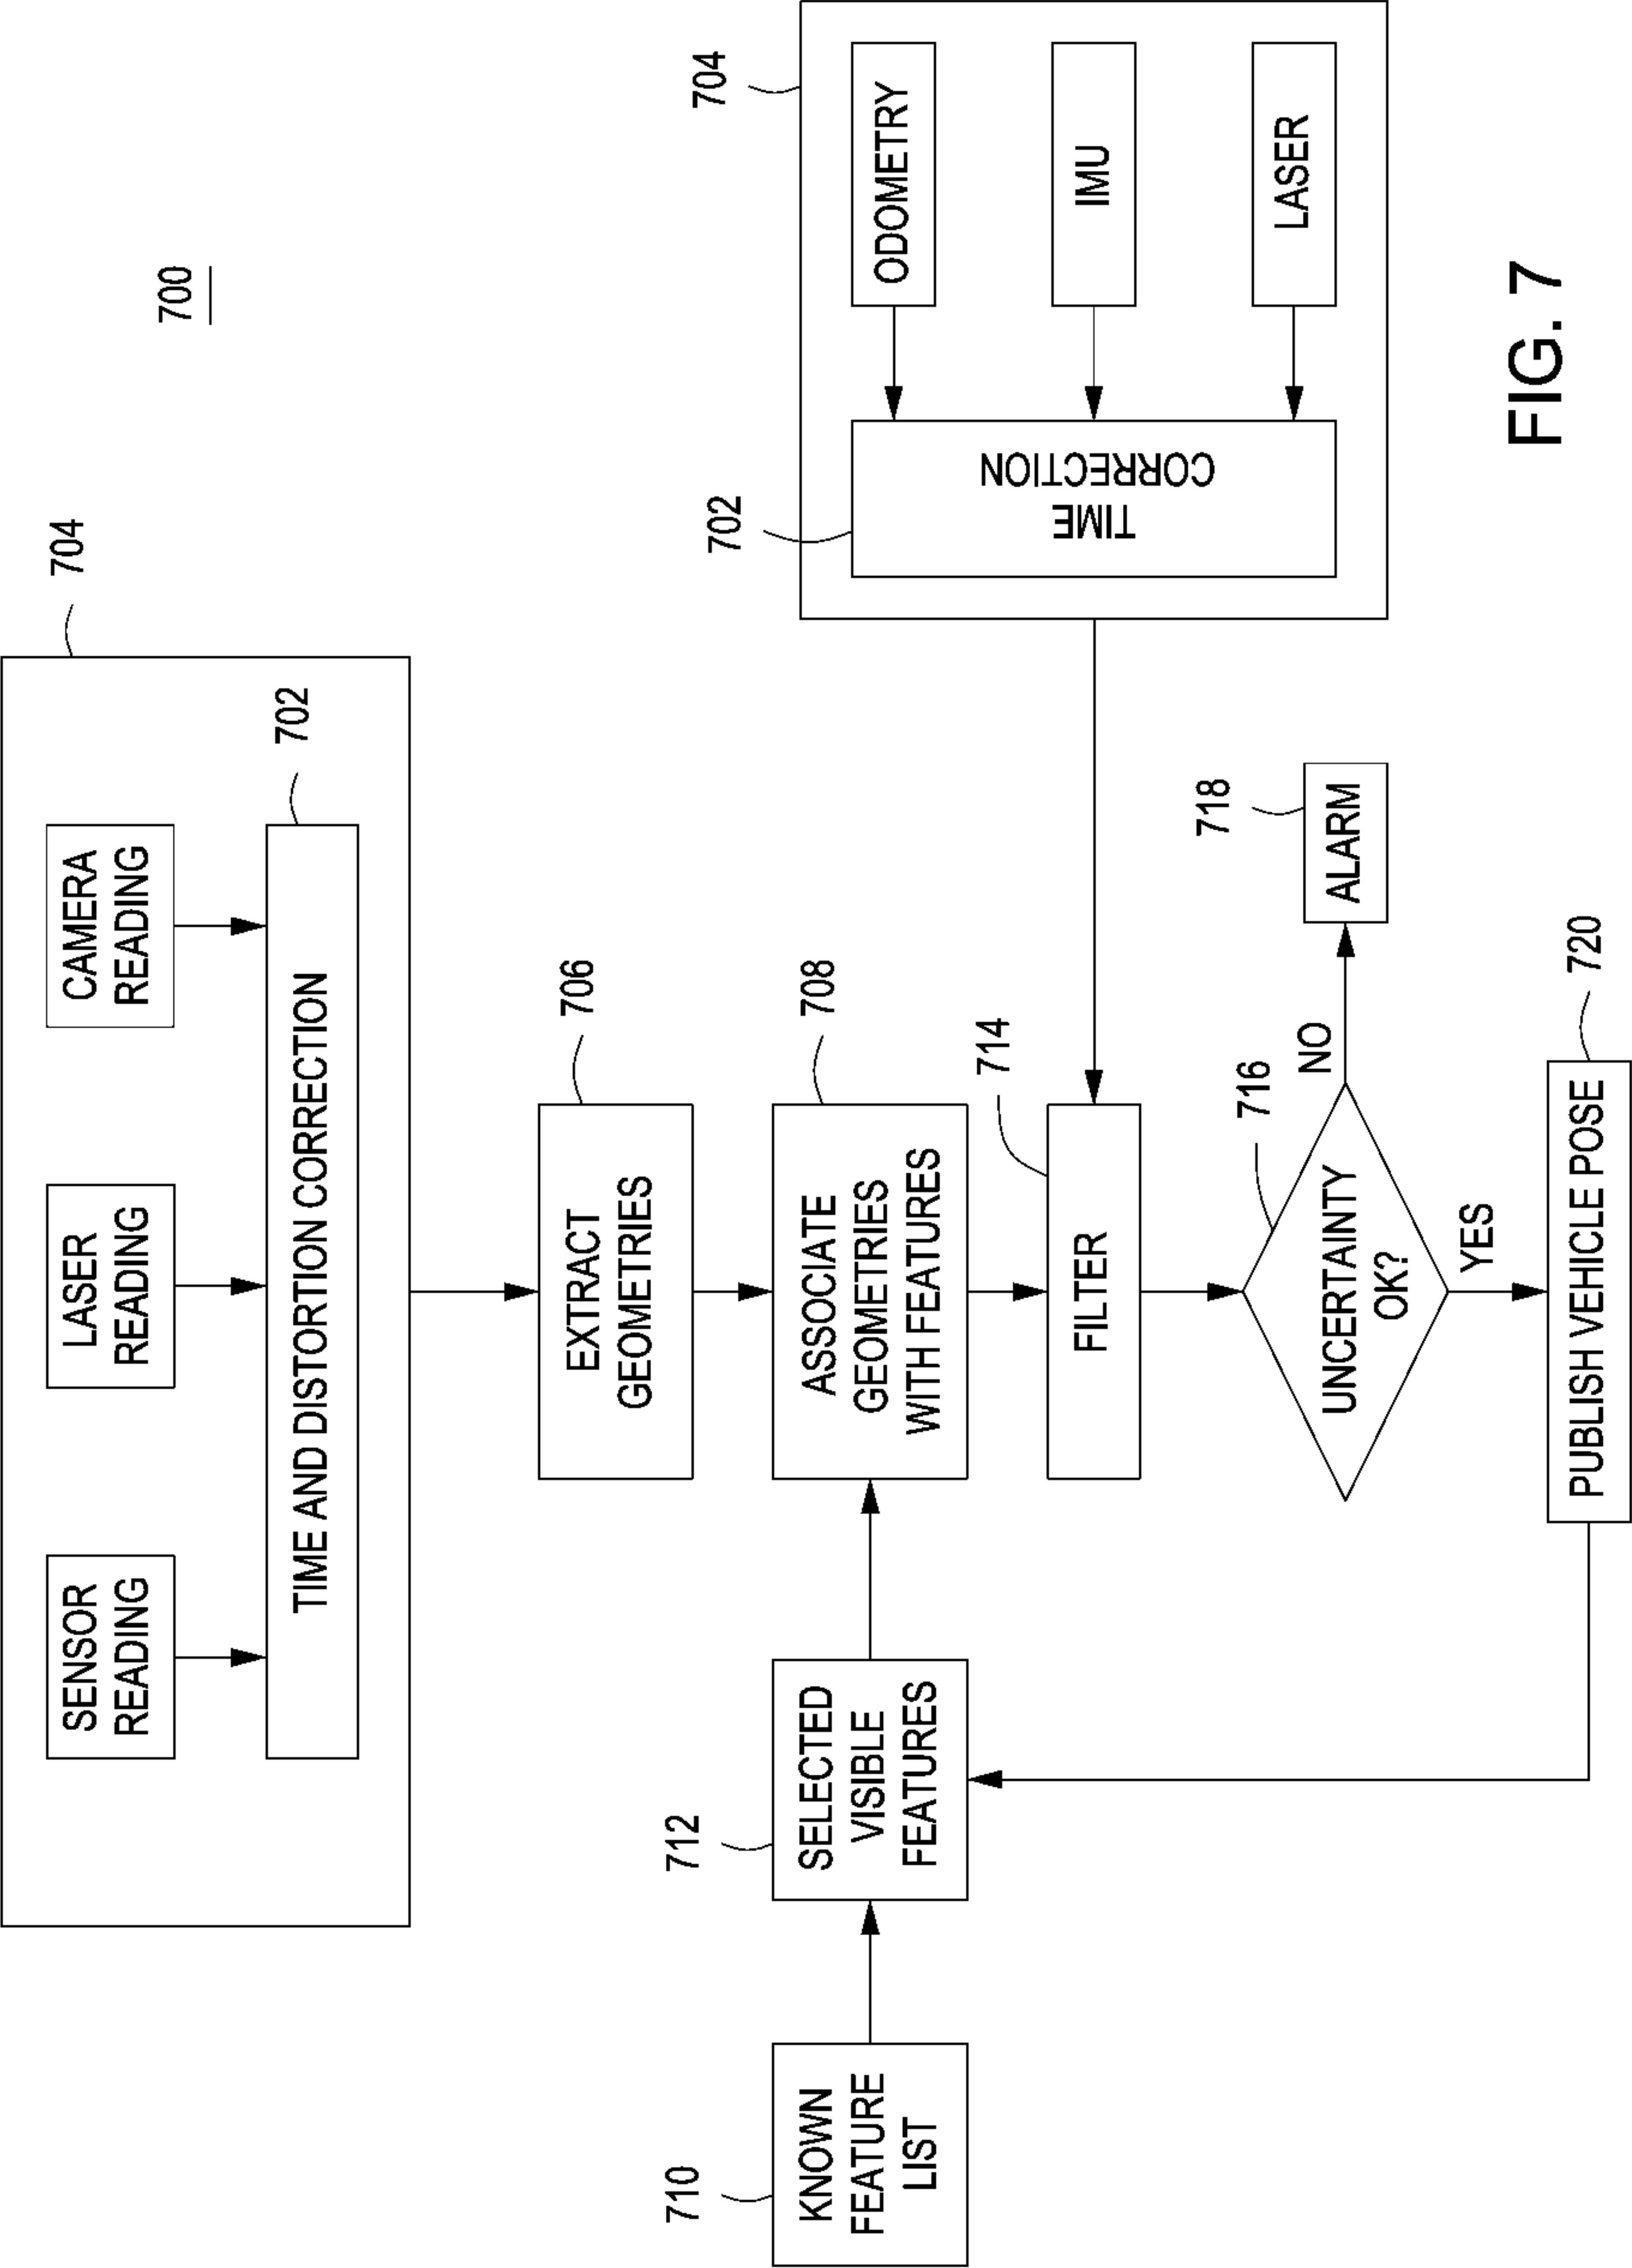 700
704
SENSOR
READING
LASER
READING
CAMERA
READING
702
TIME AND DISTORTION CORRECTION
706
EXTRACT
GEOMETRIES
710
KNOWN
FEATURE
LIST
712
SELECTED
VISIBLE
FEATURES
708
ASSOCIATE
GEOMETRIES
WITH FEATURES
704
702
TIME
CORRECTION
ODOMETRY
IMU
LASER
714
FILTER
716
UNCERTAINTY
OK?
NO
718
ALARM
YES
720
PUBLISH VEHICLE POSE
FIG. 7